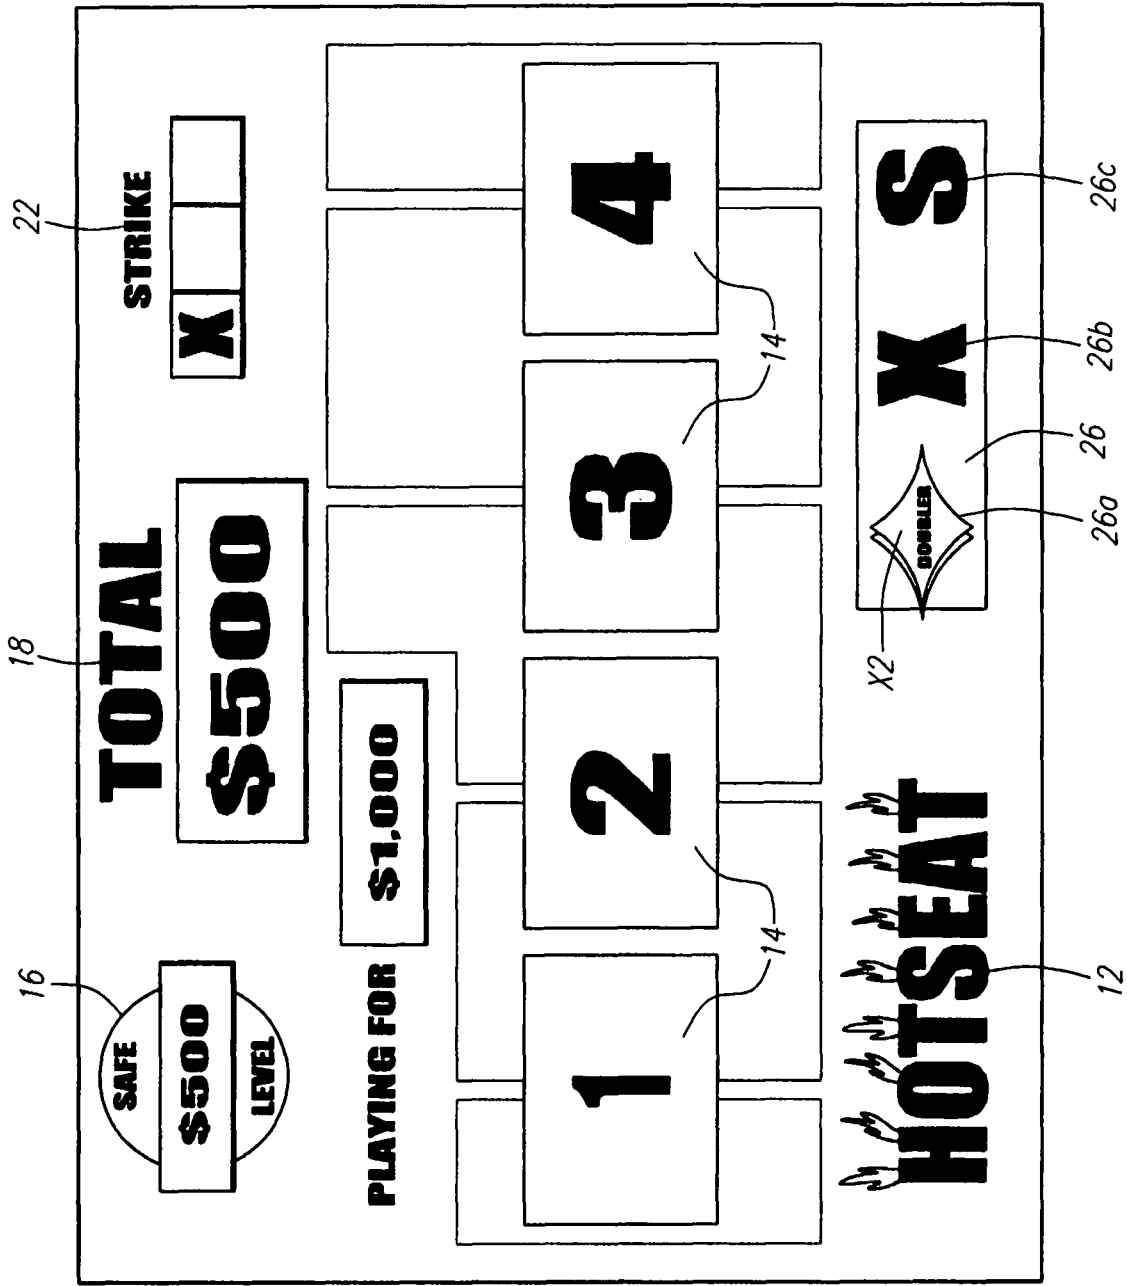 16
18
22
SAFE
$500
LEVEL
TOTAL
$500
STRIKE
X
PLAYING FOR
$1,000
1
2
3
4
14
14
HOTSEAT
12
X2
DOUBLER
X
S
26a
26
26b
26c